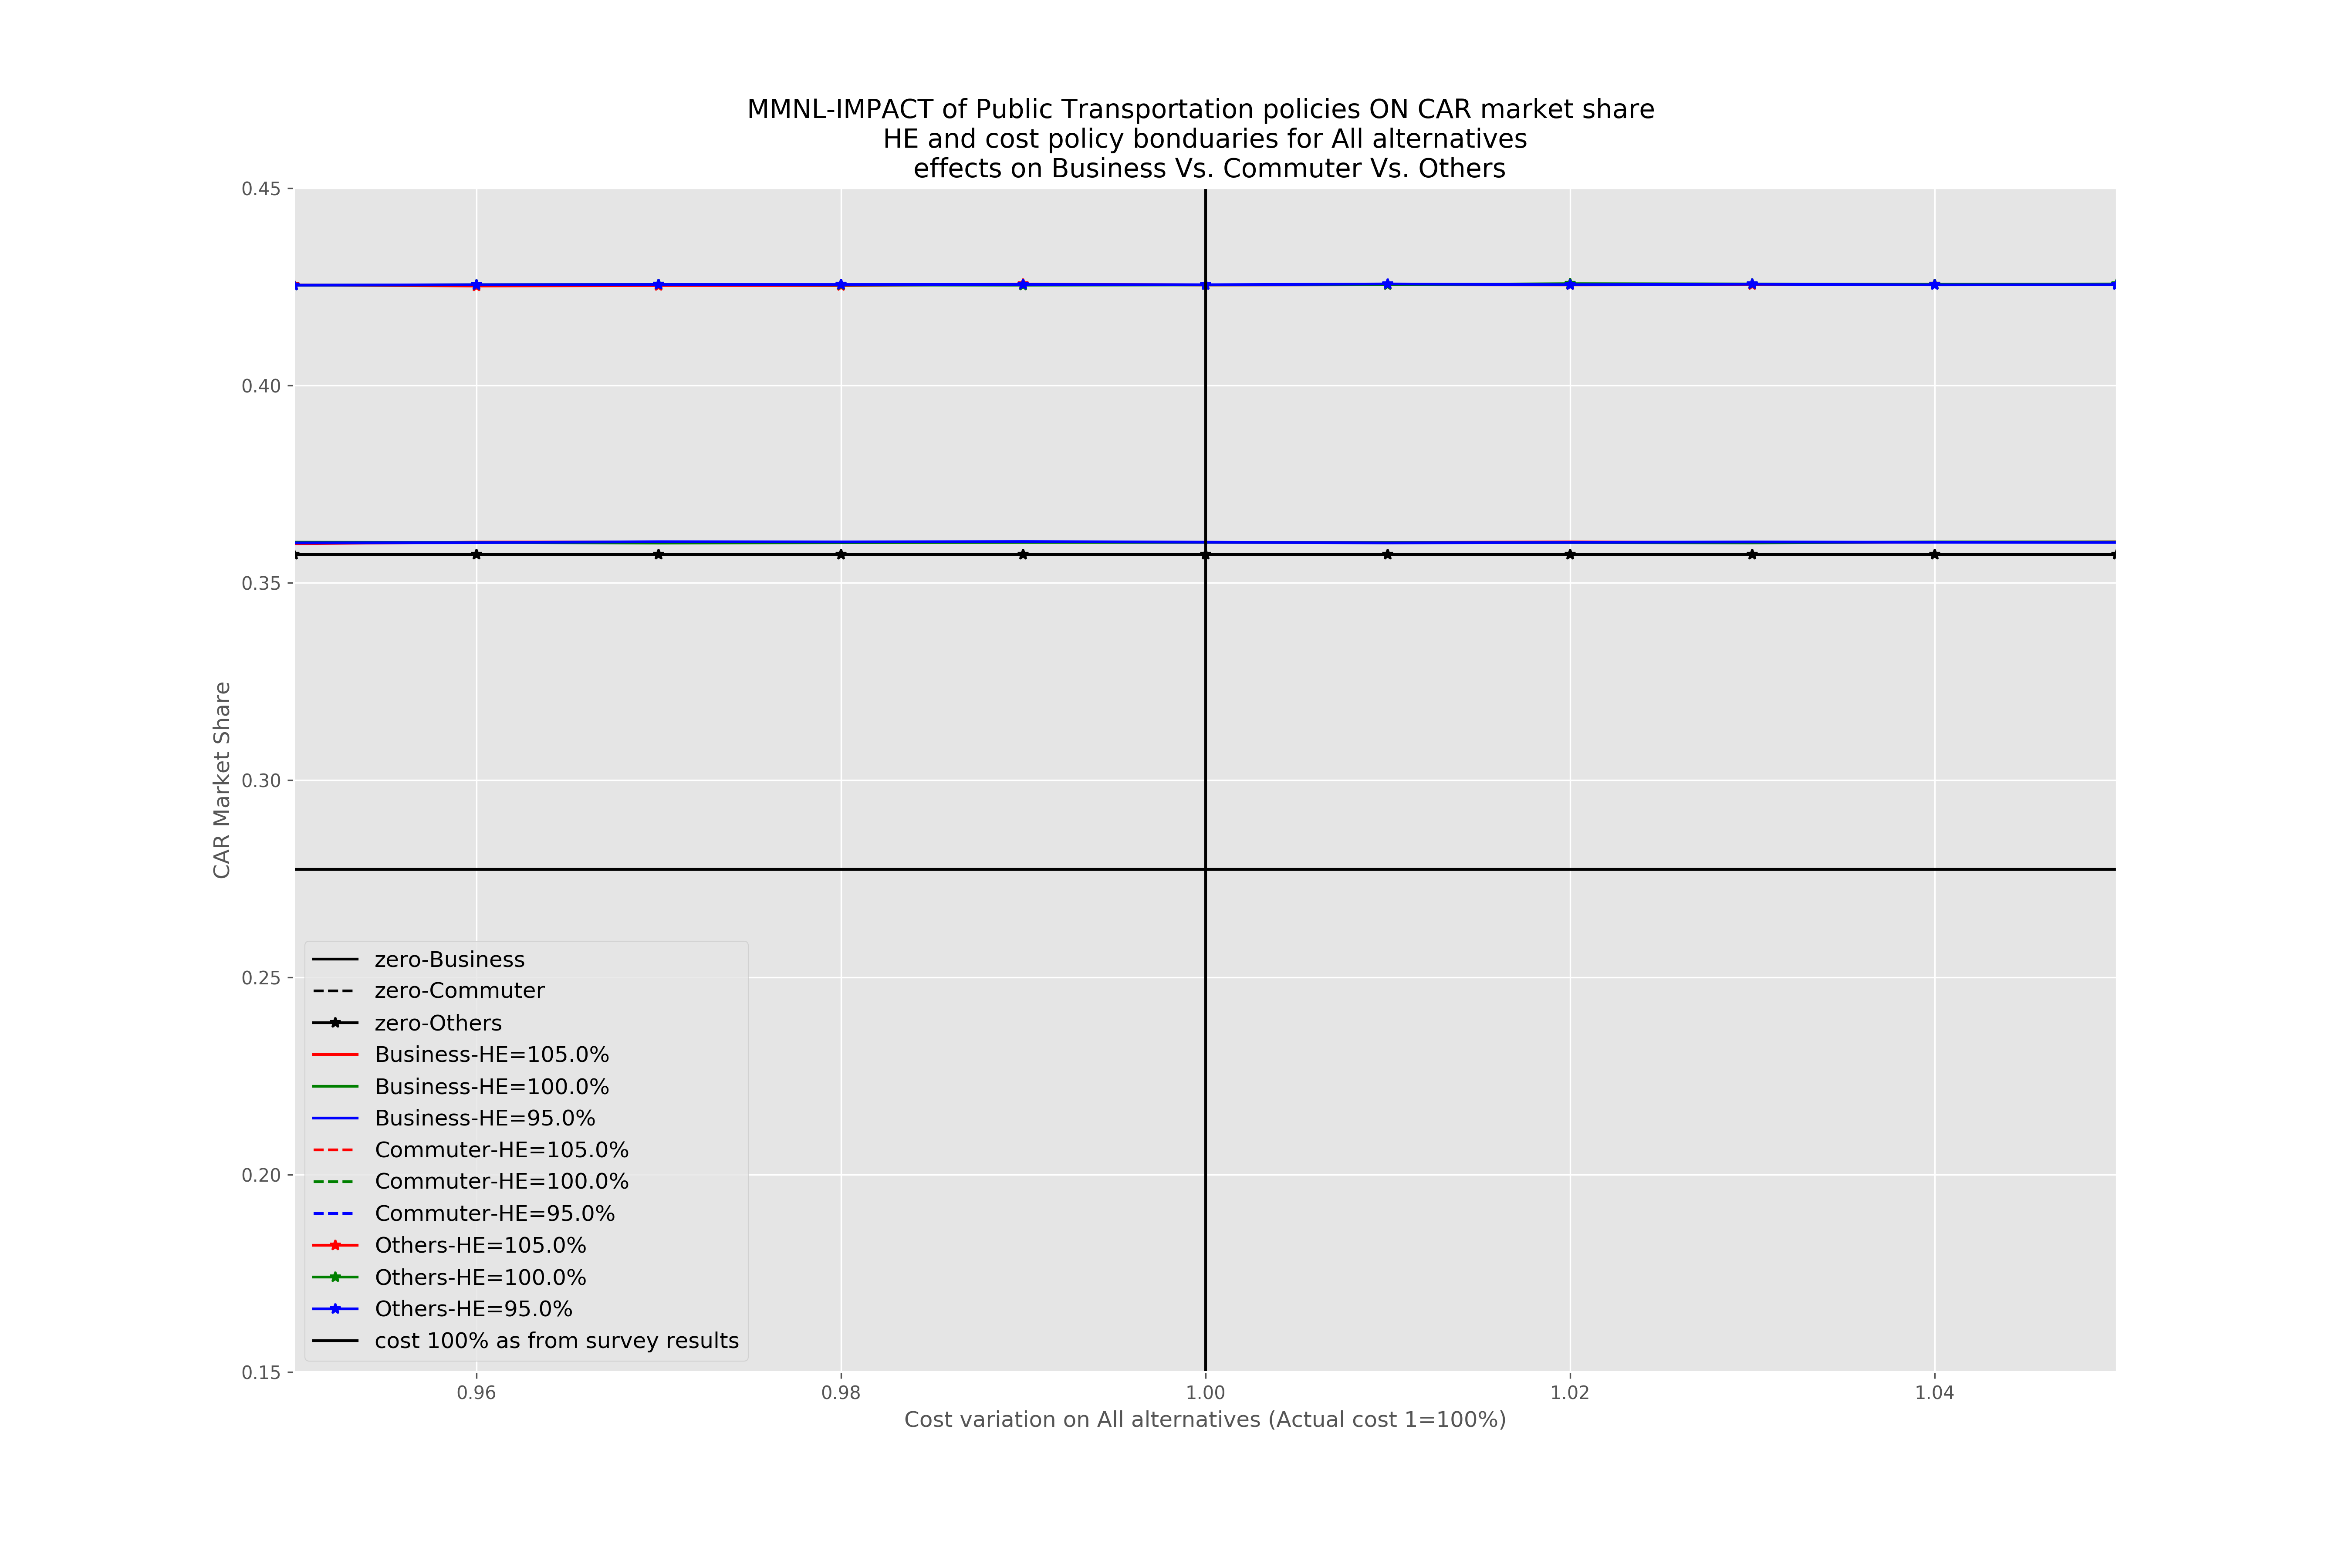 MMNL-IMPACT of Public Transportation policies ON CAR market share
HE and cost policy bonduaries for All alternatives
effects on Business Vs. Commuter Vs. Others
0.45
0.40
0.35
0.30
0.25
0.20
0.15
CAR Market Share
zero-Business
zero-Commuter
zero-Others
Business-HE=105.0%
Business-HE=100.0%
Business-HE=95.0%
Commuter-HE=105.0%
Commuter-HE=100.0%
Commuter-HE=95.0%
Others-HE=105.0%
Others-HE=100.0%
Others-HE=95.0%
cost 100% as from survey results
0.96 0.98 1.00 1.02 1.04
Cost variation on All alternatives (Actual cost 1=100%)